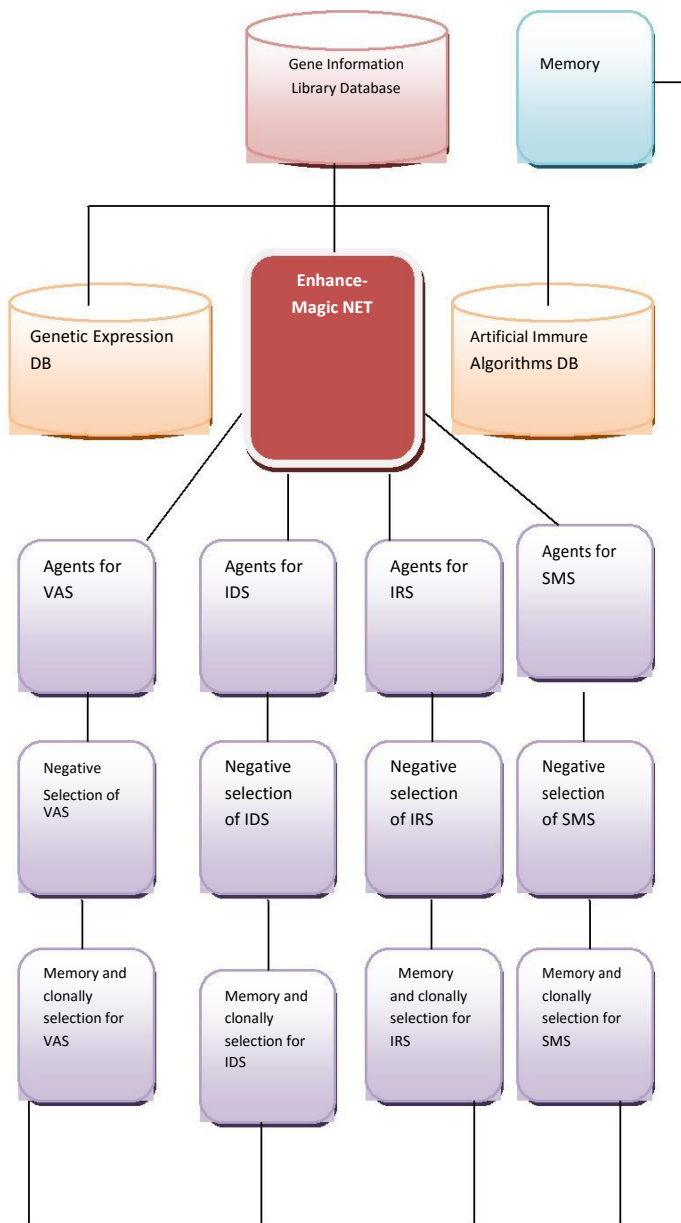 Gene Information
Library Database
Memory
Enhance-
Magic NET
Genetic Expression
DB
Artificial Immure
Algorithms DB
Agents for
VAS
Agents for
IDS
Agents for
IRS
Agents for
SMS
Negative
Selection of
VAS
Negative
selection
of IDS
Negative
selection
of IRS
Negative
selection
of SMS
Memory and
clonally
selection for
VAS
Memory and
clonally
selection for
IDS
Memory
and clonally
selection for
IRS
Memory and
clonally
selection for
SMS